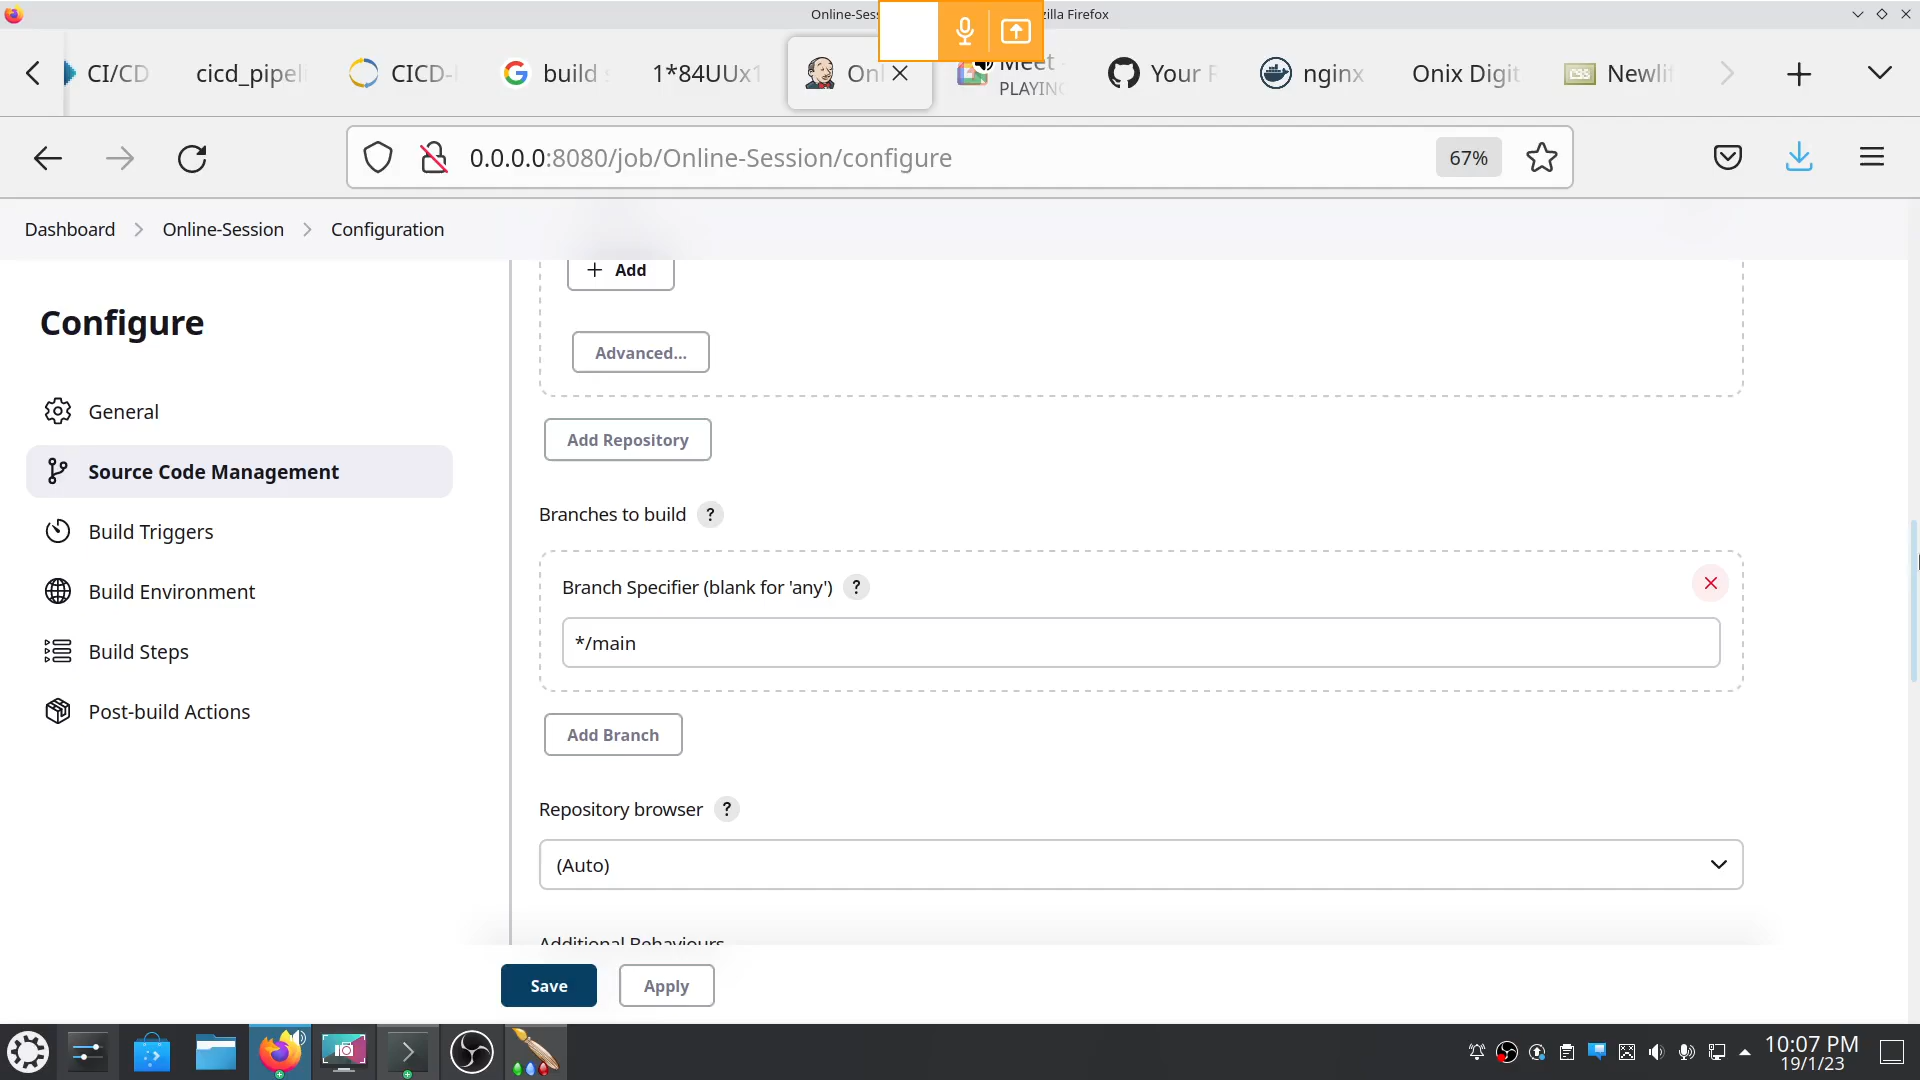 Online-Ses
zilla Firefox
CI/CD
cicd_pipel
CICD-
build s
1*84UUx1
Onl
Meet
PLAYING
Your
nginx
Onix Digit
css
Newlif
0.0.0.0:8080/job/Online-Session/configure
67%
Dashboard
Online-Session
Configuration
Configure
General
Source Code Management
Build Triggers
Build Environment
Build Steps
Post-build Actions
+ Add
Advanced...
Add Repository
Branches to build ?
Branch Specifier (blank for 'any') ?
*/main
Add Branch
Repository browser ?
(Auto)
Additional Behaviours
Save
Apply
10:07 PM
19/1/23